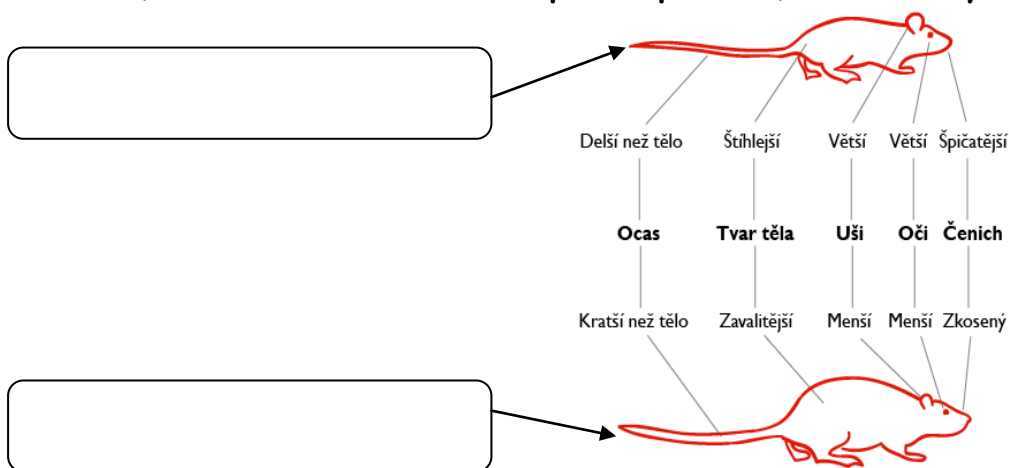 Delší než tělo Štíhlejší Větší Větší Špičatější
Ocas Tvar těla Uši Oči Čenich
Kratší než tělo Zavalitější Menší Menší Zkosený